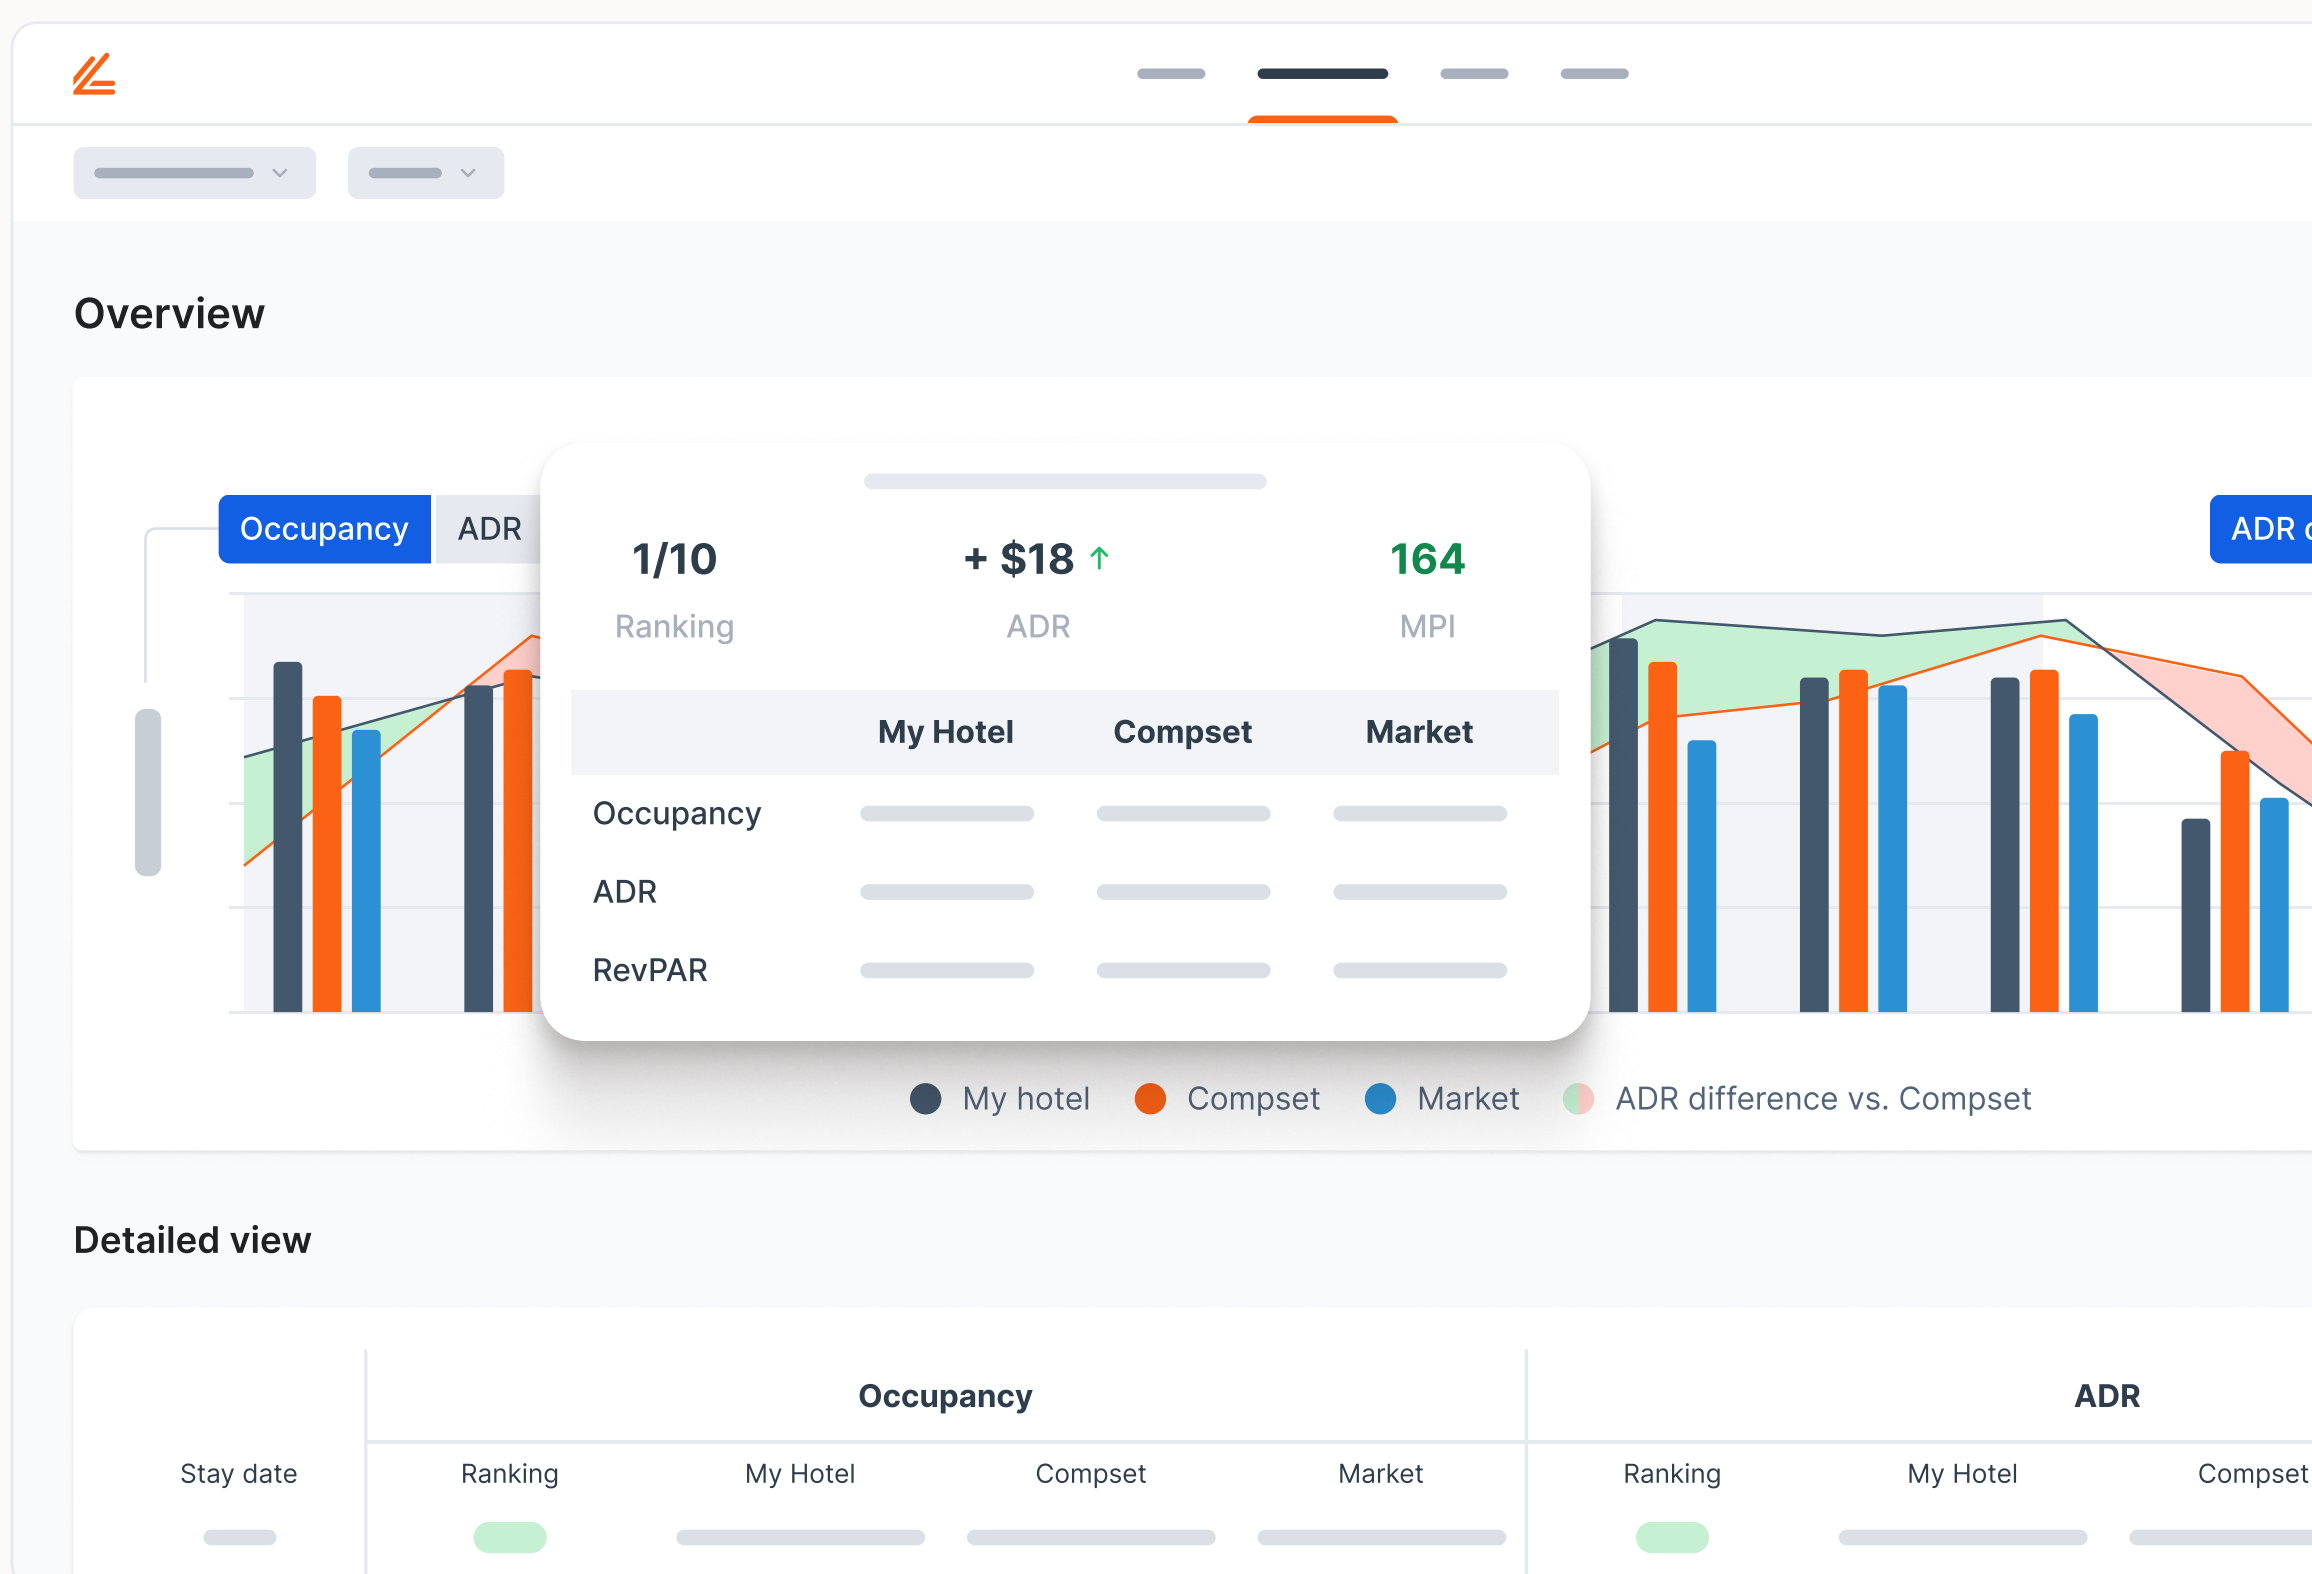 Overview
Occupancy
ADR
ADR
1/10
+ $18
164
Ranking
ADR
MPI
My Hotel
Compset
Market
Occupancy
ADR
RevPAR
My hotel
Compset
Market
ADR difference vs. Compset
Detailed view
Occupancy
ADR
Stay date
Ranking
My Hotel
Compset
Market
Ranking
My Hotel
Compset